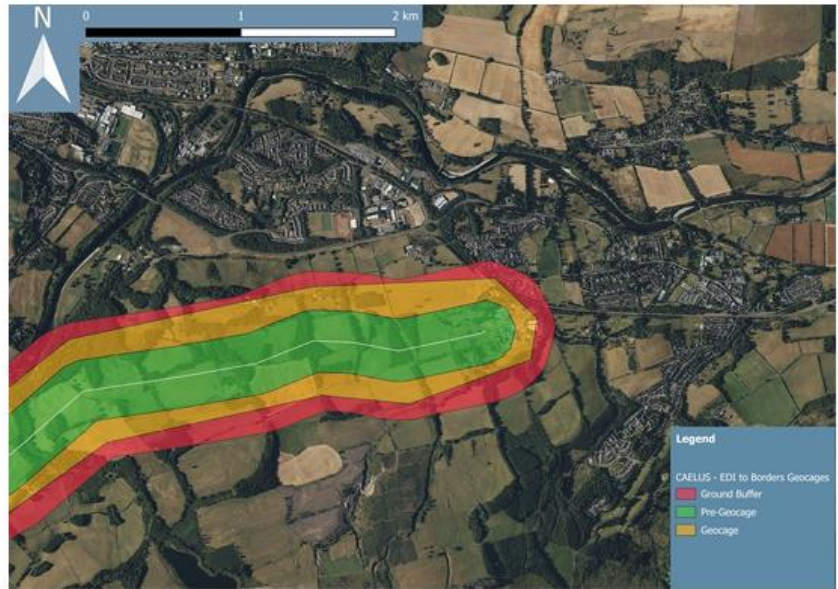 N
0 1 2 km
Legend
CAELUS - EDI to Borders Geocages
Ground Buffer
Pre-Geocage
Geocage